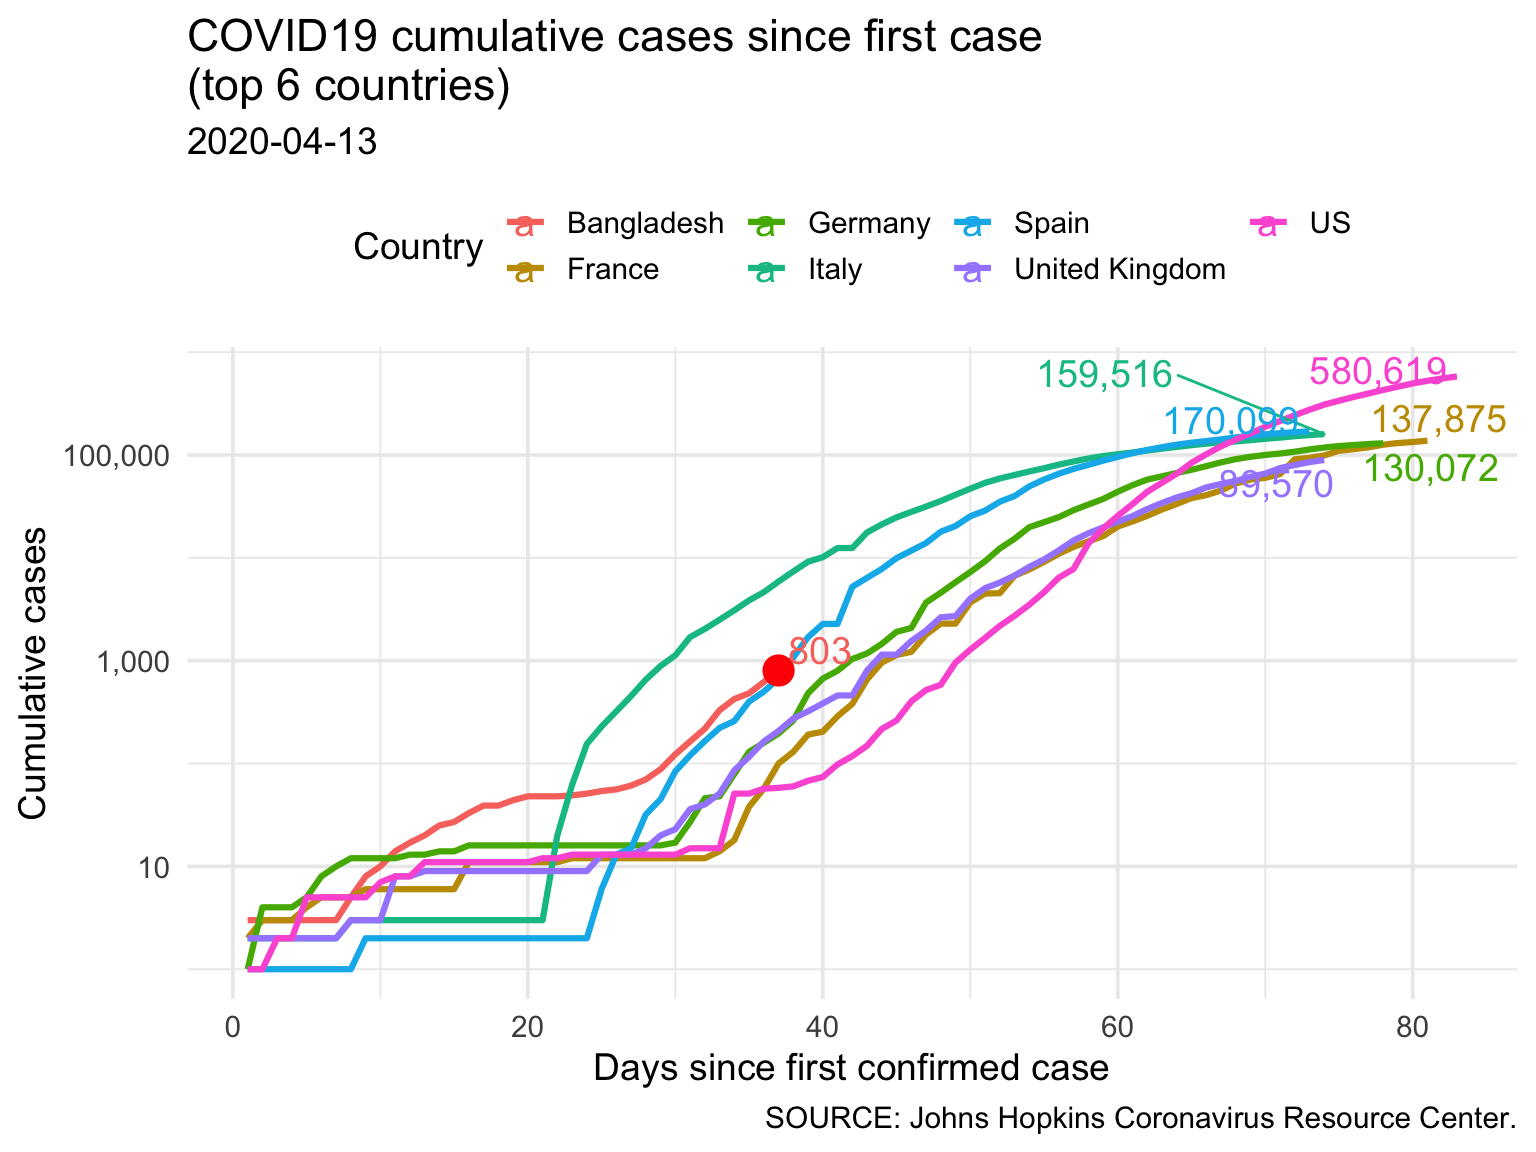 COVID19 cumulative cases since first case
(top 6 countries)
2020-04-13
Country
a Bangladesh
a Germany
a Spain
a US
a France
a Italy
a United Kingdom
159,516
580,619
170,099
137,875
130,072
89,570
803
100,000
1,000
10
Cumulative cases
0 20 40 60 80
Days since first confirmed case
SOURCE: Johns Hopkins Coronavirus Resource Center.